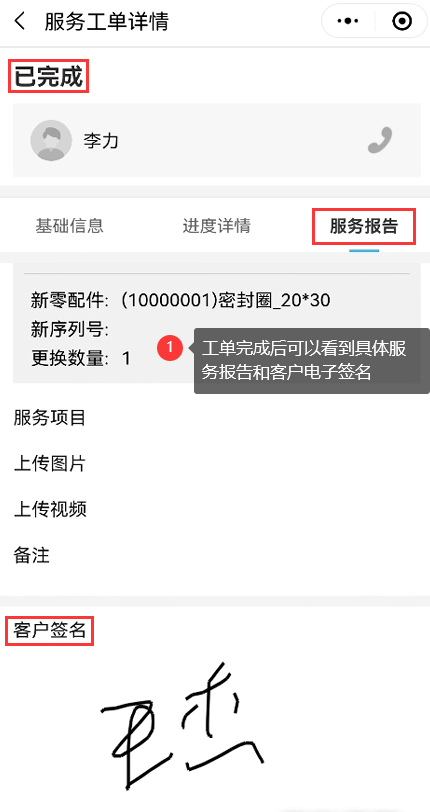 服务工单详情
已完成
李力
基础信息 进度详情 服务报告
新零配件: (10000001)密封圈_20*30
新序列号:
更换数量: 1
1
工单完成后可以看到具体服
务报告和客户电子签名
服务项目
上传图片
上传视频
备注
客户签名